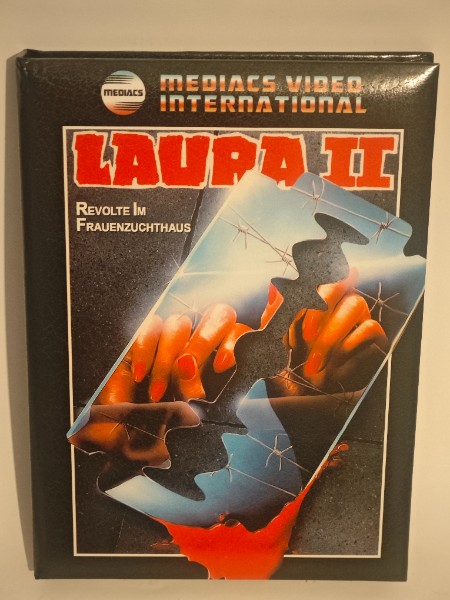 MEDIACS
MEDIACS VIDEO
INTERNATIONAL
LAURA II
REVOLTE IM
FRAUENZUCHTHAUS